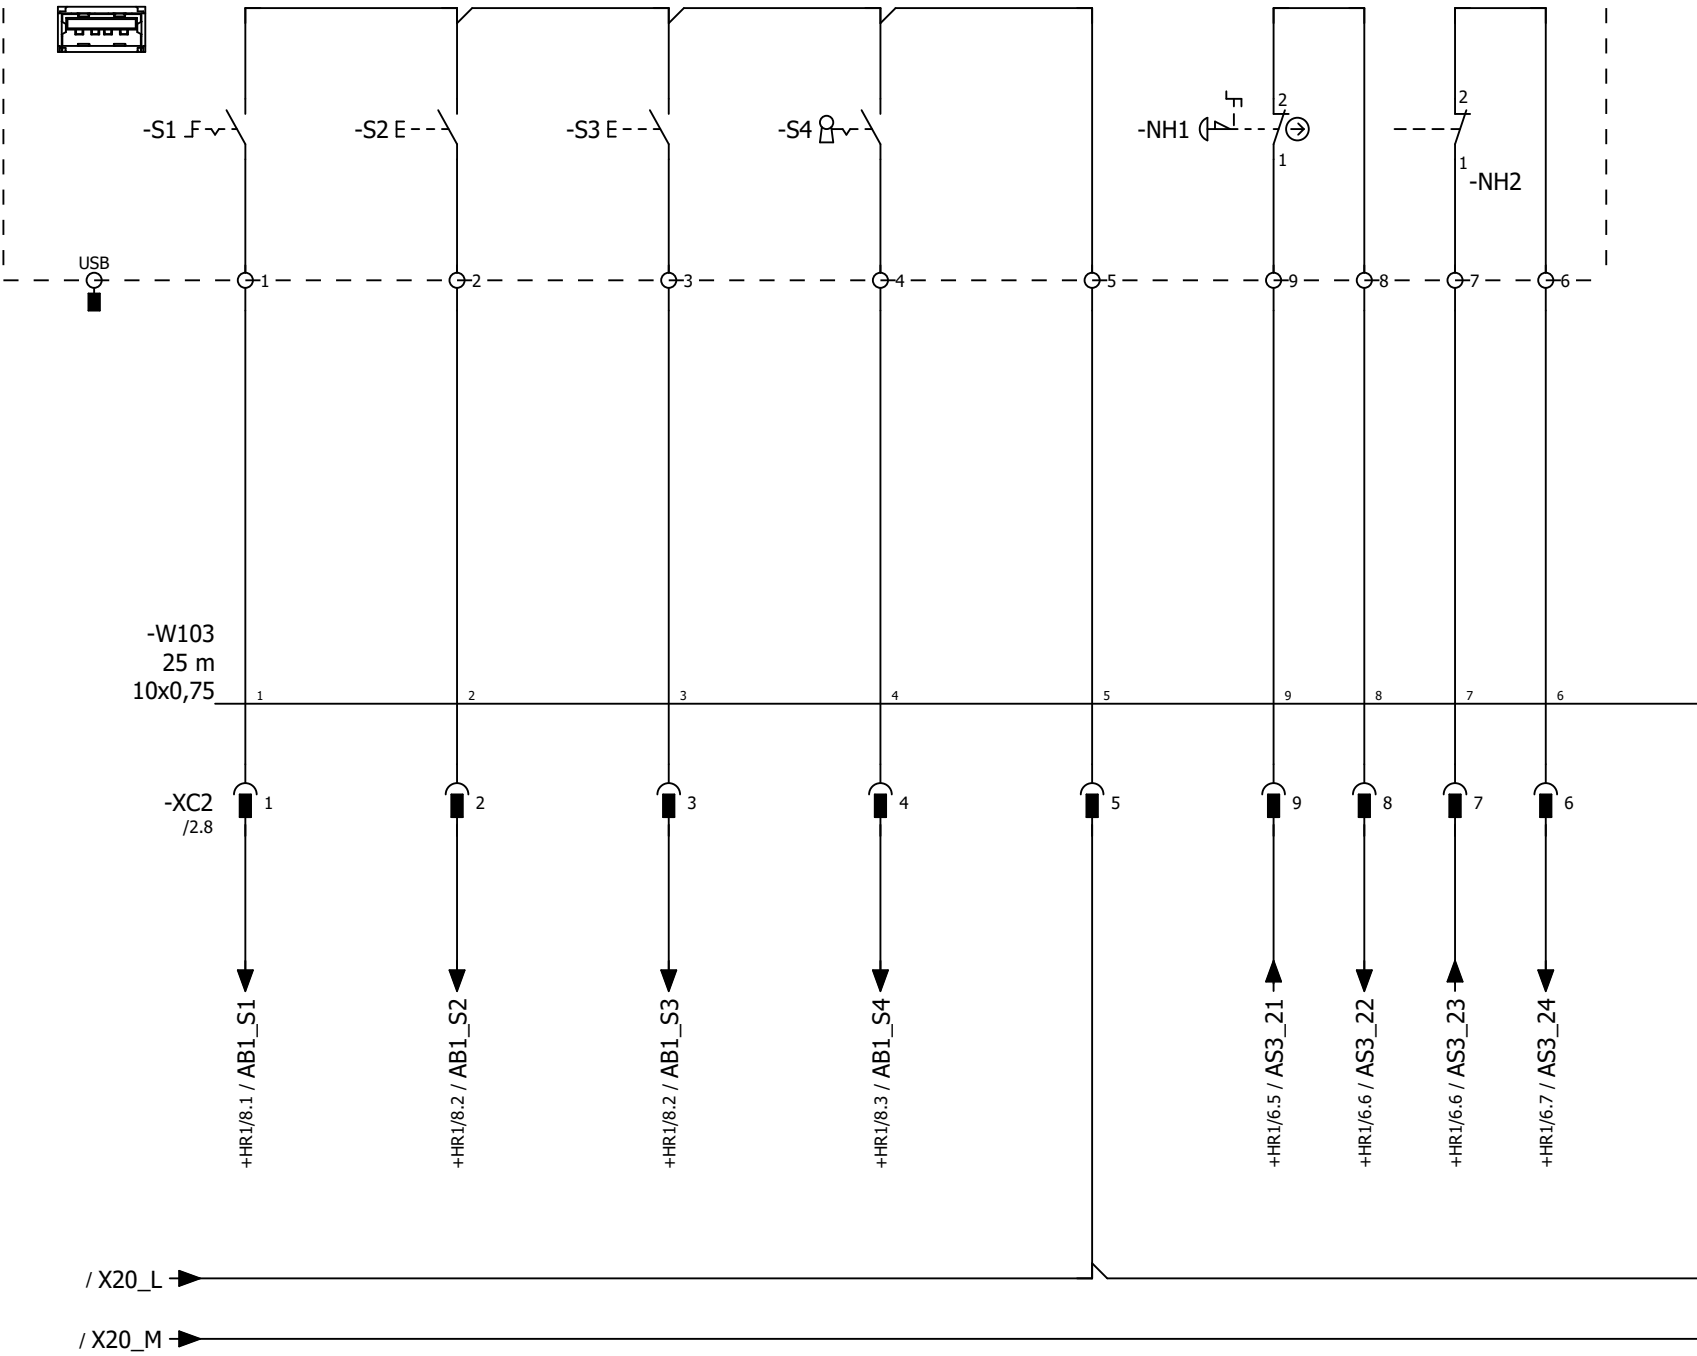 2
2
-S1
-S2
-S3
-S4
-NH1
1
1
-NH2
USB
1
2
3
4
5
9
8
7
6
-W103
25 m
10x0,75
1
2
3
4
5
9
8
7
6
-XC2
1
2
3
4
5
9
8
7
6
/2.8
+HR1/8.1 / AB1_S1
+HR1/8.2 / AB1_S2
+HR1/8.2 / AB1_S3
+HR1/8.3 / AB1_S4
+HR1/6.5 / AS3_21
+HR1/6.6 / AS3_22
+HR1/6.6 / AS3_23
+HR1/6.7 / AS3_24
/ X20_L
/ X20_M